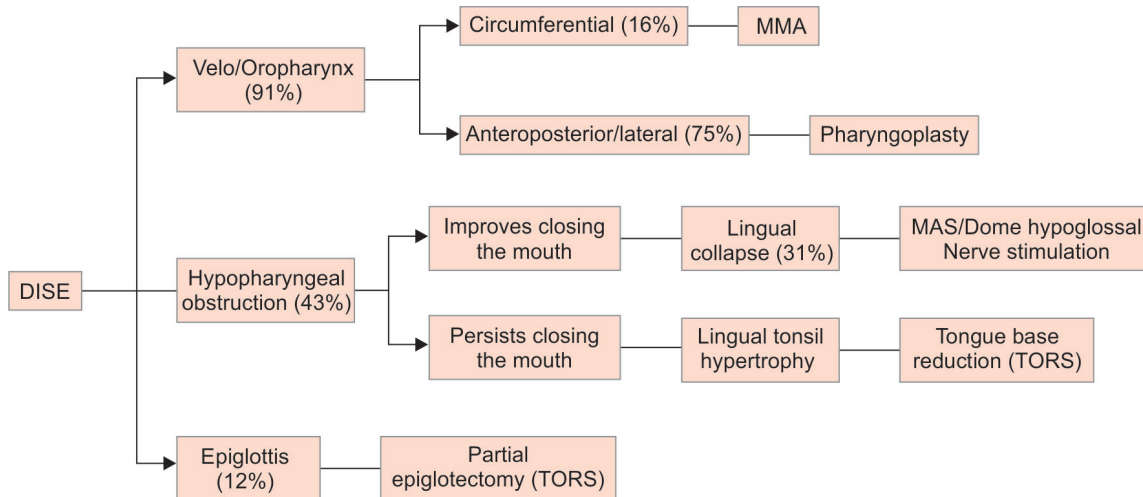 Circumferential (16%)
MMA
Velo/Oropharynx
(91%)
Anteroposterior/lateral (75%)
Pharyngoplasty
DISE
Hypopharyngeal
obstruction (43%)
Improves closing
the mouth
Lingual
collapse (31%)
MAS/Dome hypoglossal
Nerve stimulation
Persists closing
the mouth
Lingual tonsil
hypertrophy
Tongue base
reduction (TORS)
Epiglottis
(12%)
Partial
epiglotectomy (TORS)